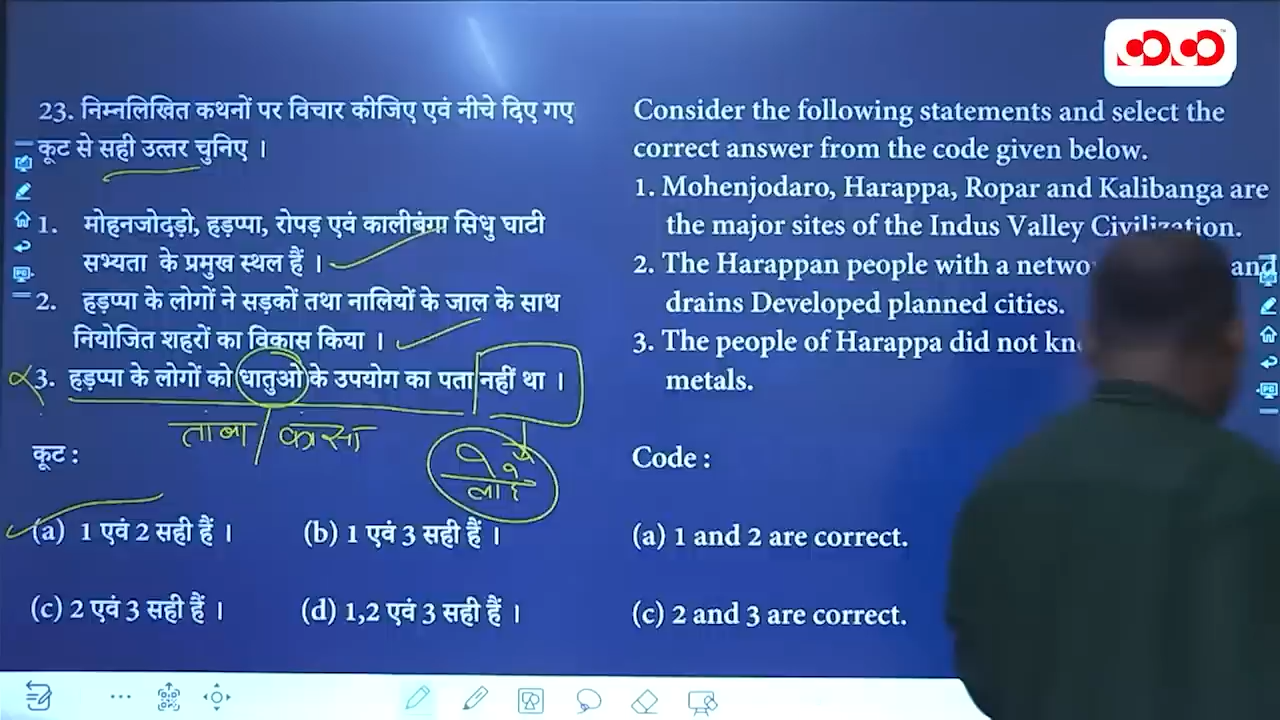 23. निम्नलिखित कथनों पर विचार कीजिए एवं नीचे दिए गए
कूट से सही उत्तर चुनिए ।
1. मोहनजोदड़ो, हड़प्पा, रोपड़ एवं कालीबंगा सिधु घाटी
सभ्यता के प्रमुख स्थल हैं ।
2. हड़प्पा के लोगों ने सड़कों तथा नालियों के जाल के साथ
नियोजित शहरों का विकास किया ।
3. हड़प्पा के लोगों को धातुओ के उपयोग का पता नहीं था ।
तांबा / कांसा
लोहे
कूट :
(a) 1 एवं 2 सही हैं ।
(b) 1 एवं 3 सही हैं ।
(c) 2 एवं 3 सही हैं ।
(d) 1,2 एवं 3 सही हैं ।
Consider the following statements and select the
correct answer from the code given below.
1. Mohenjodaro, Harappa, Ropar and Kalibanga are
the major sites of the Indus Valley Civilization.
2. The Harappan people with a and
drains Developed planned cities.
3. The people of Harappa did not
metals.
Code :
(a) 1 and 2 are correct.
(c) 2 and 3 are correct.